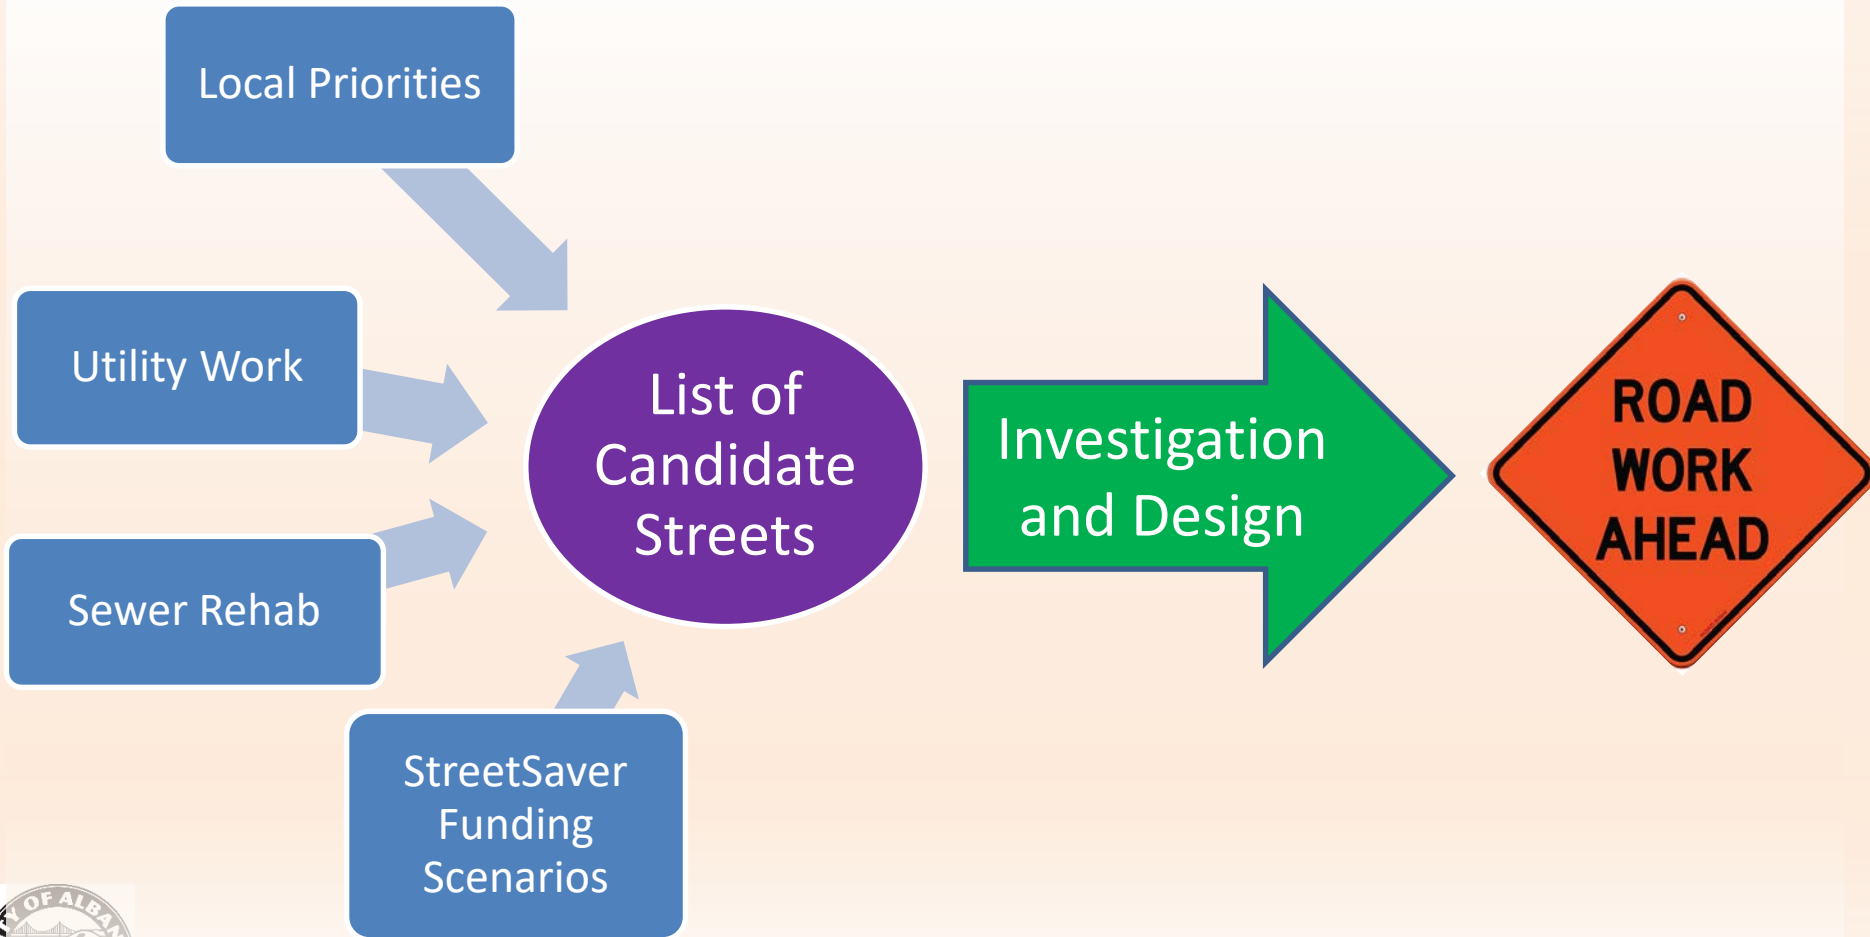 Local Priorities
Utility Work
Sewer Rehab
StreetSaver
Funding
Scenarios
List of
Candidate
Streets
Investigation
and Design
ROAD
WORK
AHEAD
OF